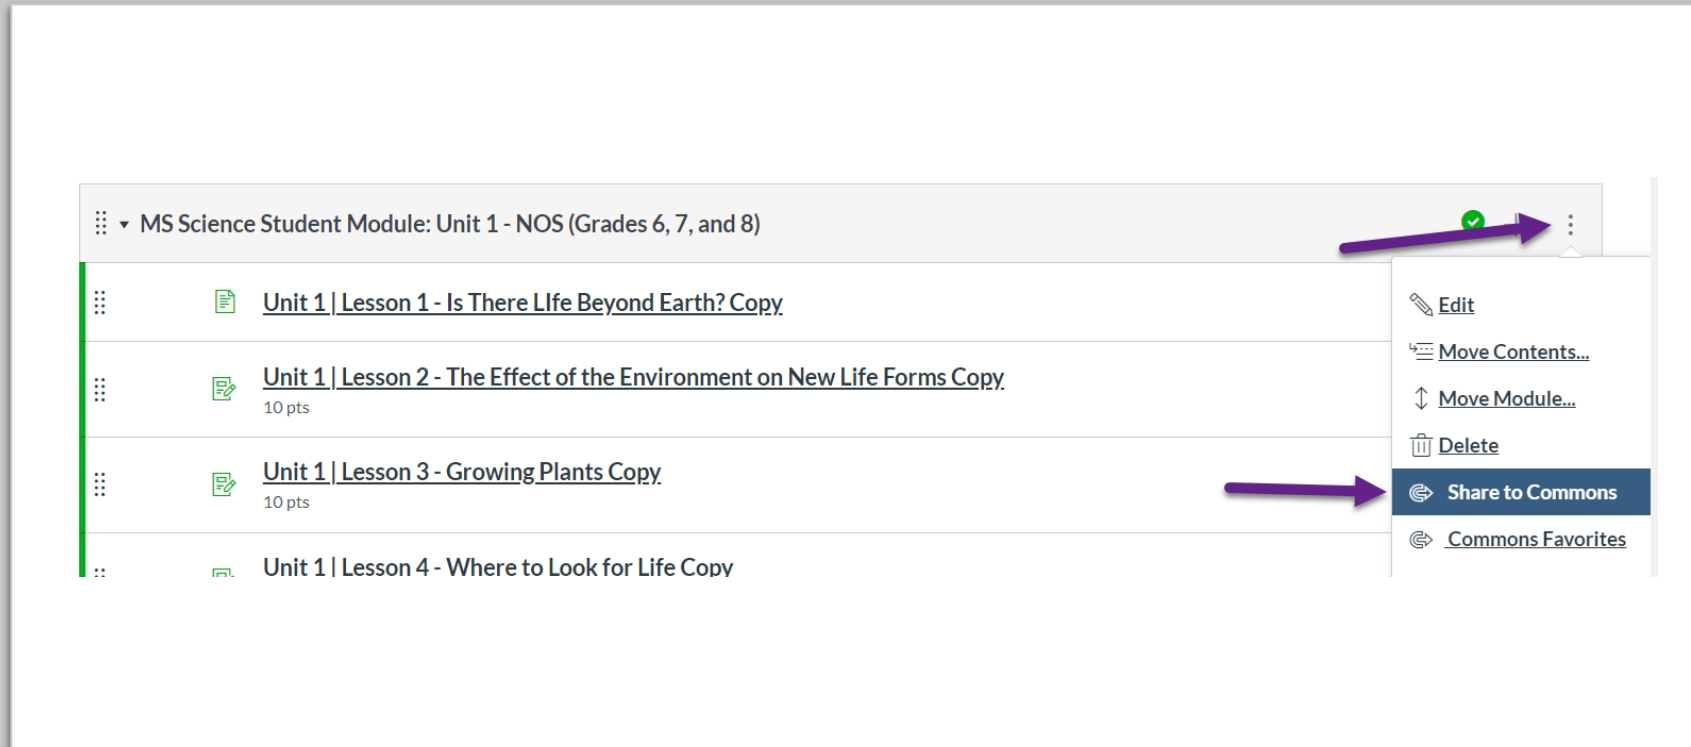 MS Science Student Module: Unit 1 - NOS (Grades 6, 7, and 8)
Unit 1 | Lesson 1 - Is There LIfe Beyond Earth? Copy
Unit 1 | Lesson 2 - The Effect of the Environment on New Life Forms Copy
10 pts
Unit 1 | Lesson 3 - Growing Plants Copy
10 pts
Unit 1 | Lesson 4 - Where to Look for Life Copy
Edit
Move Contents...
Move Module...
Delete
Share to Commons
Commons Favorites